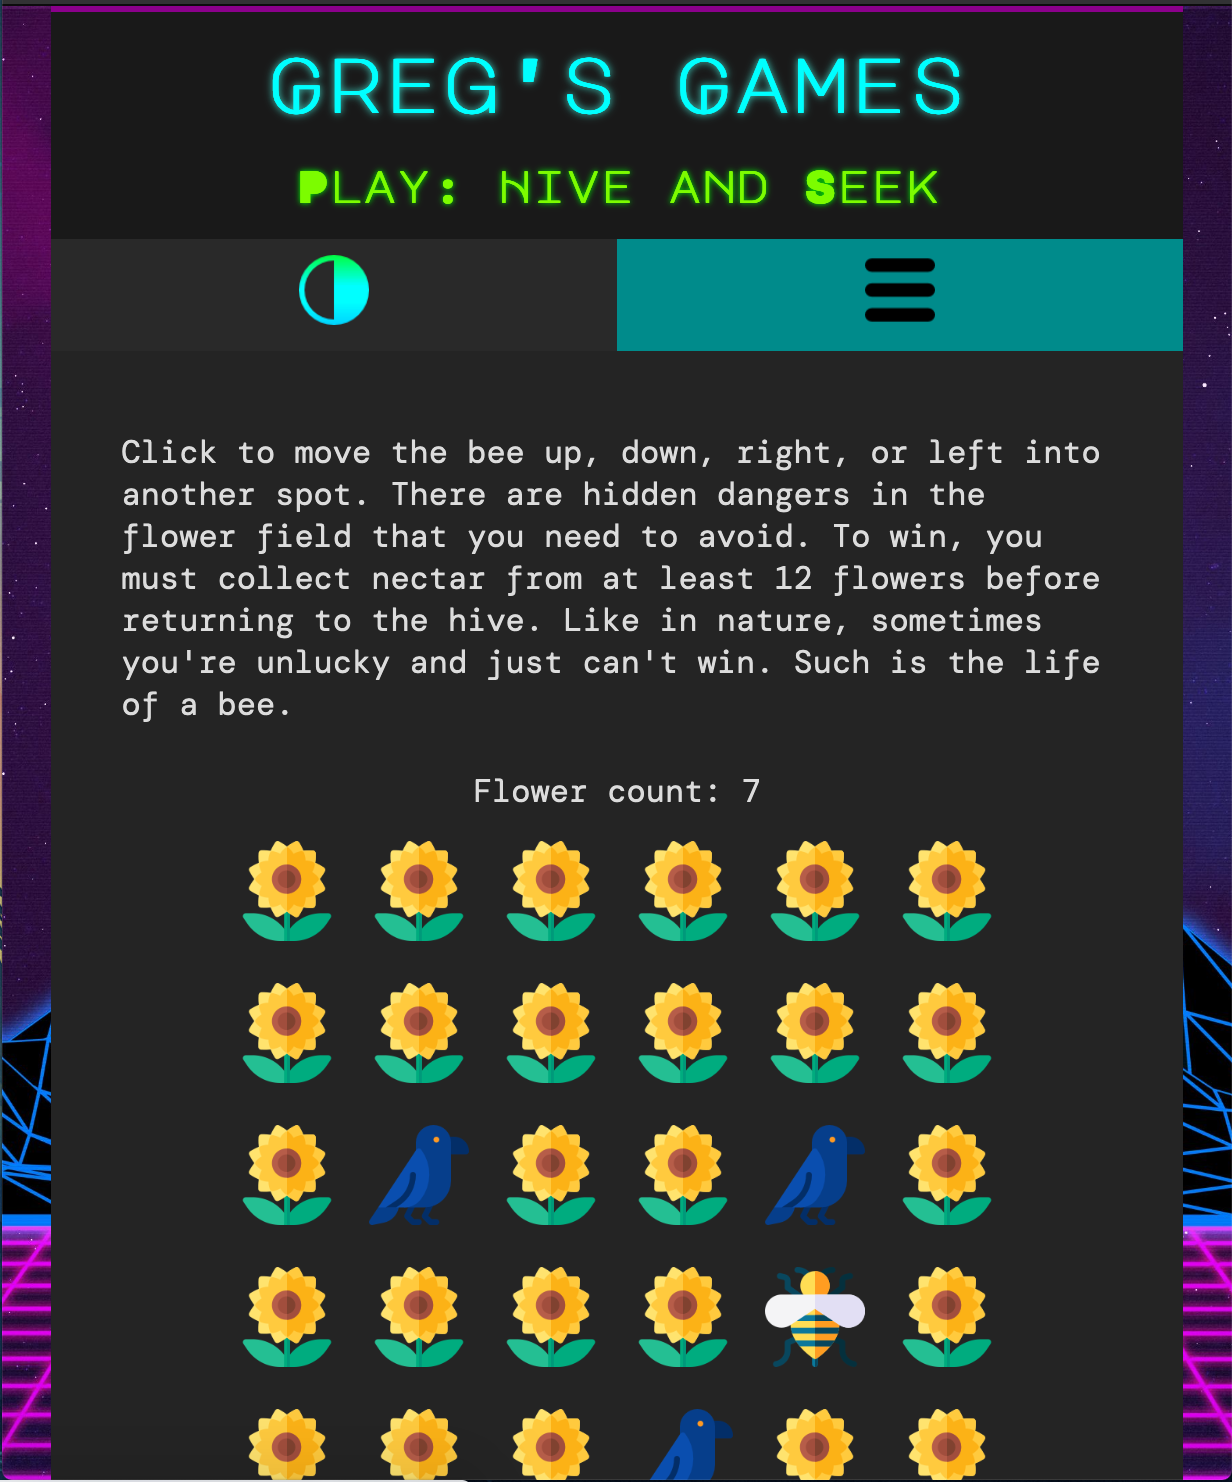 GREG'S GAMES
PLAY: HIVE AND SEEK
Click to move the bee up, down, right, or left into
another spot. There are hidden dangers in the
flower field that you need to avoid. To win, you
must collect nectar from at least 12 flowers before
returning to the hive. Like in nature, sometimes
you're unlucky and just can't win. Such is the life
of a bee.
Flower count: 7